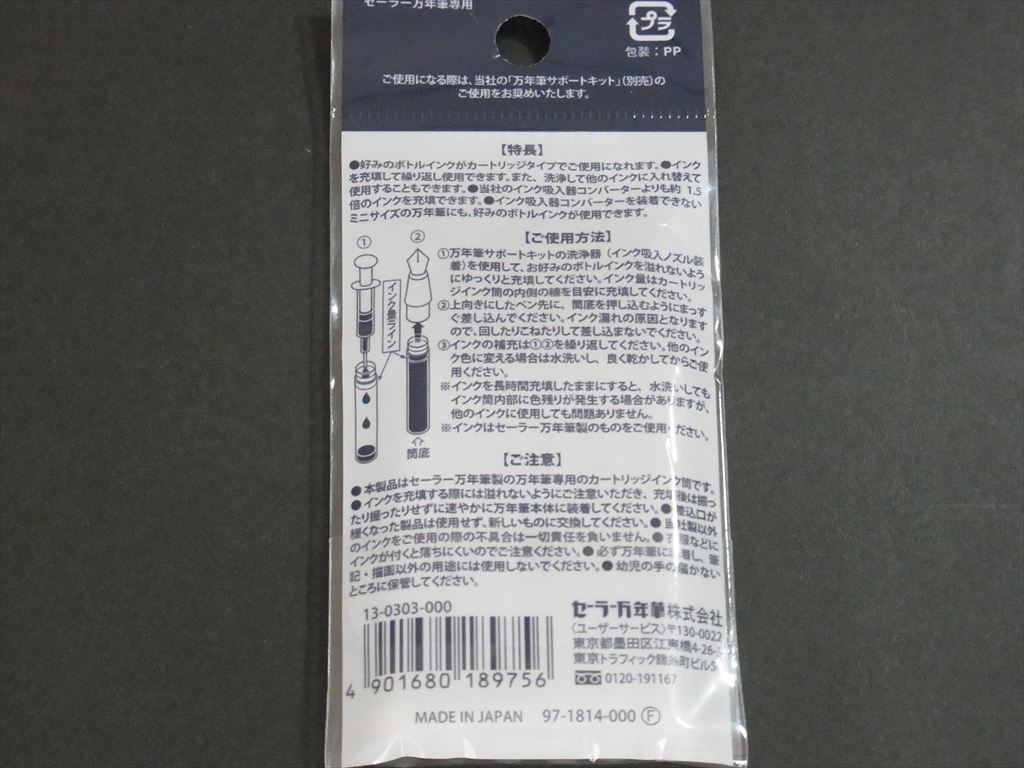 セーラー万年筆専用
プラ
包装：PP
ご使用になる際は、当社の「万年筆サポートキット」(別売)の
ご使用をお奨めいたします。
【特長】
●好みのボトルインクがカートリッジタイプでご使用になれます。●インク
を充填して繰り返し使用できます。また、洗浄して他のインクに入れ替えて
使用することもできます。●当社のインク吸入器コンバーターよりも約 1.5
倍のインクを充填できます。●インク吸入器コンバーターを装着できない
ミニサイズの万年筆にも、好みのボトルインクが使用できます。
【ご使用方法】
① ②
インク量ライン
筒底
①万年筆サポートキットの洗浄器（インク吸入ノズル装
着)を使用して、お好みのボトルインクを溢れないよう
にゆっくりと充填してください。インク量はカートリッ
ジインク筒の内側の線を目安に充填してください。
②上向きにしたペン先に、筒底を押し込むようにまっす
ぐ差し込んでください。インク漏れの原因となります
ので、回したりこねたりして差し込まないでください。
③インクの補充は①②を繰り返してください。他のイン
ク色に変える場合は水洗いし、良く乾かしてからご使
用ください。
※インクを長時間充填したままにすると、水洗いしても
インク筒内部に色残りが発生する場合がありますが、
他のインクに使用しても問題ありません。
※インクはセーラー万年筆製のものをご使用ください。
【ご注意】
●本製品はセーラー万年筆製の万年筆専用のカートリッジインク筒です。
●インクを充填する際には溢れないようにご注意いただき、充填後は振っ
たり握ったりせずに速やかに万年筆本体に装着してください。●差込口が
緩くなった製品は使用せず、新しいものに交換してください。●当社製以外
のインクをご使用の際の不具合は一切責任を負いません。●衣服などに
インクが付くと落ちにくいのでご注意ください。●必ず万年筆に装着し、筆
記・描画以外の用途には使用しないでください。●幼児の手の届かない
ところに保管してください。
13-0303-000
4 901680 189756
セーラー万年筆株式会社
(ユーザーサービス)〒130-0022
東京都墨田区江東橋4-26-5
東京トラフィック錦糸町ビル
0120-191167
MADE IN JAPAN 97-1814-000 Ⓕ